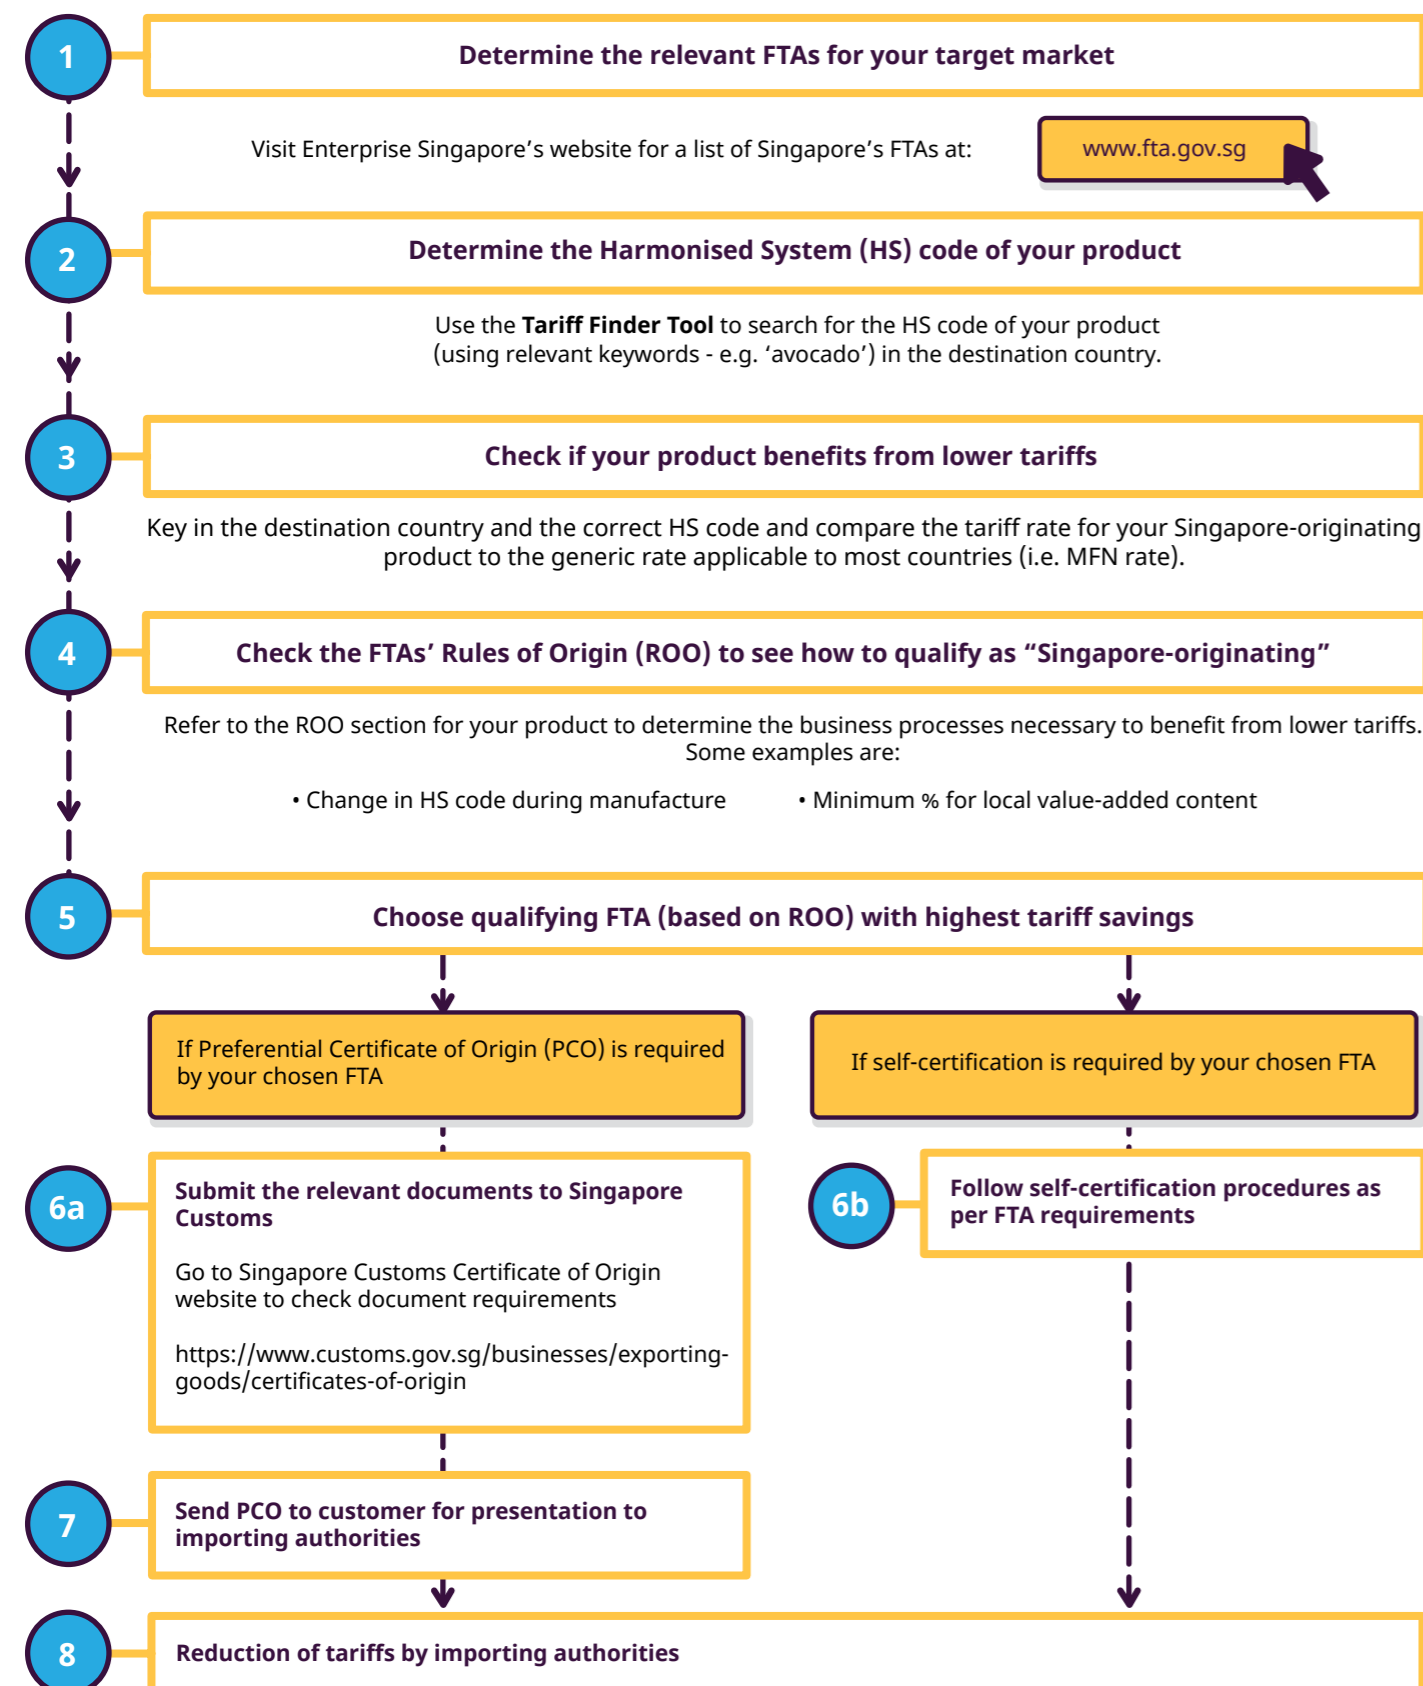 1
Determine the relevant FTAs for your target market
Visit Enterprise Singapore’s website for a list of Singapore’s FTAs at:
www.fta.gov.sg
2
Determine the Harmonised System (HS) code of your product
Use the Tariff Finder Tool to search for the HS code of your product
(using relevant keywords - e.g. ‘avocado’) in the destination country.
3
Check if your product benefits from lower tariffs
Key in the destination country and the correct HS code and compare the tariff rate for your Singapore-originating
product to the generic rate applicable to most countries (i.e. MFN rate).
4
Check the FTAs’ Rules of Origin (ROO) to see how to qualify as “Singapore-originating”
Refer to the ROO section for your product to determine the business processes necessary to benefit from lower tariffs.
Some examples are:
• Change in HS code during manufacture
• Minimum % for local value-added content
5
Choose qualifying FTA (based on ROO) with highest tariff savings
If Preferential Certificate of Origin (PCO) is required
by your chosen FTA
If self-certification is required by your chosen FTA
6a
Submit the relevant documents to Singapore
Customs
Go to Singapore Customs Certificate of Origin
website to check document requirements
https://www.customs.gov.sg/businesses/exporting-
goods/certificates-of-origin
6b
Follow self-certification procedures as
per FTA requirements
7
Send PCO to customer for presentation to
importing authorities
8
Reduction of tariffs by importing authorities